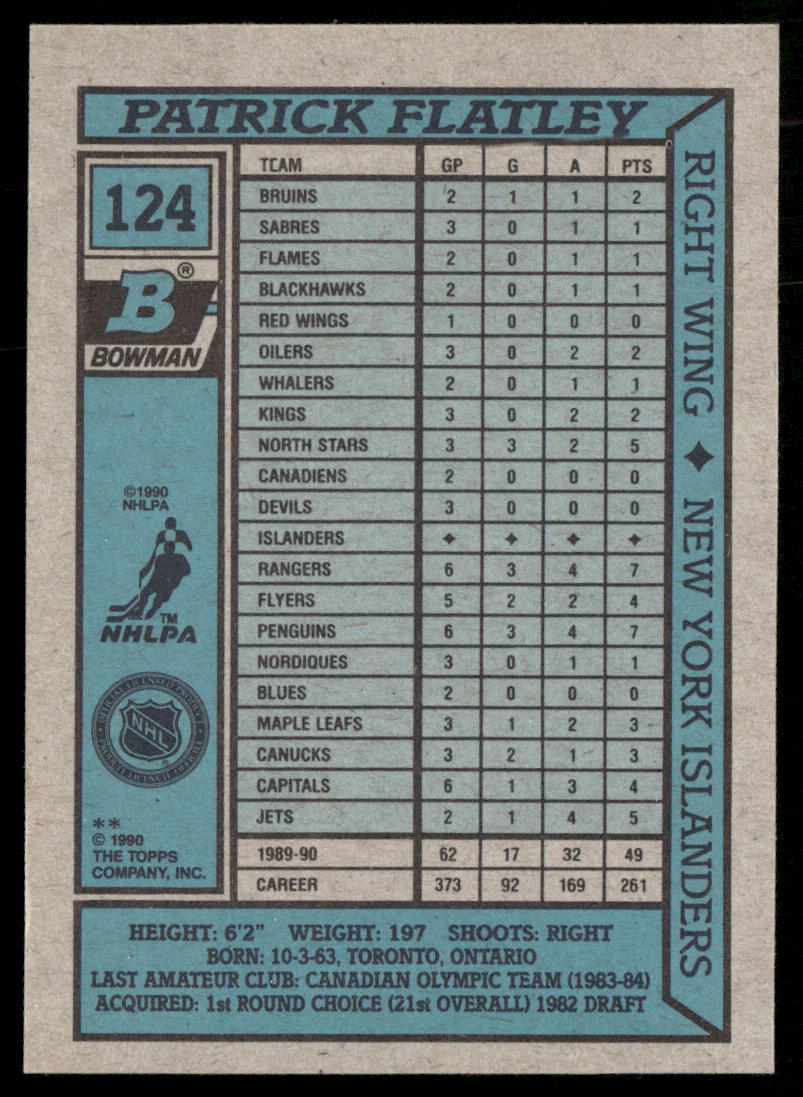 PATRICK FLATLEY
124
B®
BOWMAN
©1990
NHLPA
TM
NHLPA
OFFICIAL LICENSED PRODUCT
NHL
®
PRODUIT LICENCIE OFFICIEL
**
© 1990
THE TOPPS
COMPANY, INC.
TEAM GP G A PTS
BRUINS 2 1 1 2
SABRES 3 0 1 1
FLAMES 2 0 1 1
BLACKHAWKS 2 0 1 1
RED WINGS 1 0 0 0
OILERS 3 0 2 2
WHALERS 2 0 1 1
KINGS 3 0 2 2
NORTH STARS 3 3 2 5
CANADIENS 2 0 0 0
DEVILS 3 0 0 0
ISLANDERS ✦ ✦ ✦ ✦
RANGERS 6 3 4 7
FLYERS 5 2 2 4
PENGUINS 6 3 4 7
NORDIQUES 3 0 1 1
BLUES 2 0 0 0
MAPLE LEAFS 3 1 2 3
CANUCKS 3 2 1 3
CAPITALS 6 1 3 4
JETS 2 1 4 5
1989-90 62 17 32 49
CAREER 373 92 169 261
RIGHT WING ✦ NEW YORK ISLANDERS
HEIGHT: 6'2" WEIGHT: 197 SHOOTS: RIGHT
BORN: 10-3-63, TORONTO, ONTARIO
LAST AMATEUR CLUB: CANADIAN OLYMPIC TEAM (1983-84)
ACQUIRED: 1st ROUND CHOICE (21st OVERALL) 1982 DRAFT